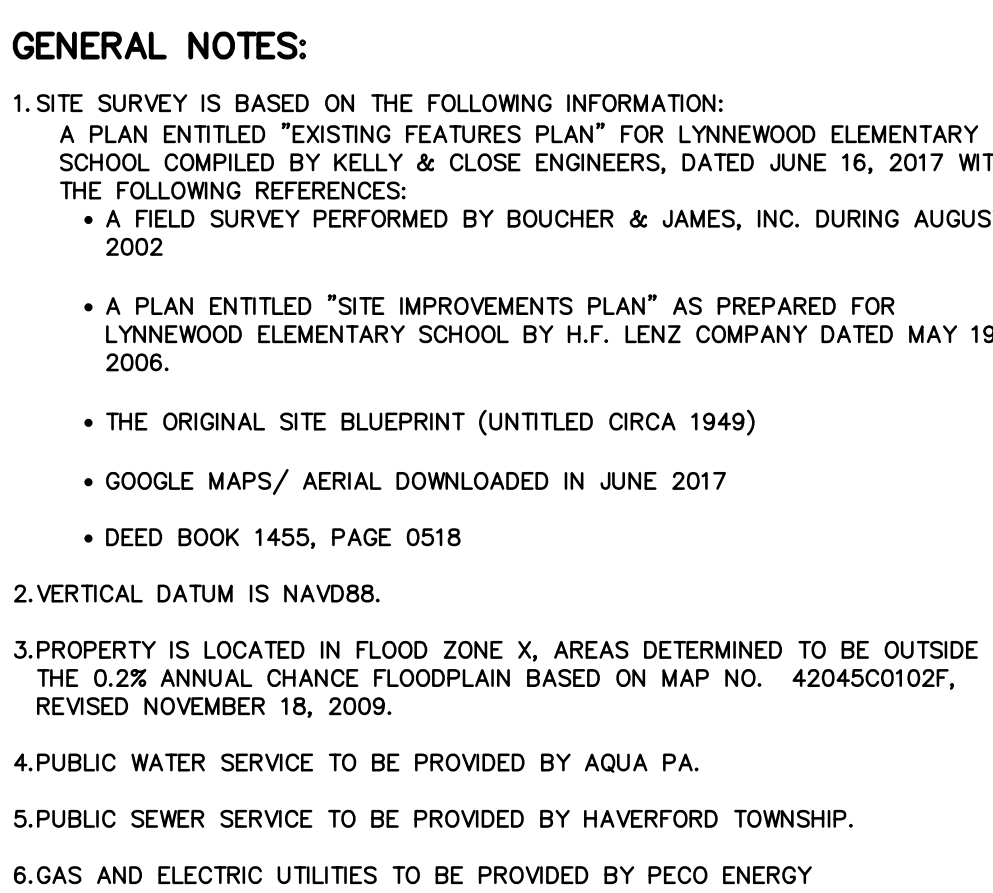 GENERAL NOTES:
1. SITE SURVEY IS BASED ON THE FOLLOWING INFORMATION:
A PLAN ENTITLED "EXISTING FEATURES PLAN" FOR LYNNEWOOD ELEMENTARY
SCHOOL COMPILED BY KELLY & CLOSE ENGINEERS, DATED JUNE 16, 2017 WIT
THE FOLLOWING REFERENCES:
• A FIELD SURVEY PERFORMED BY BOUCHER & JAMES, INC. DURING AUGUS
2002
• A PLAN ENTITLED "SITE IMPROVEMENTS PLAN" AS PREPARED FOR
LYNNEWOOD ELEMENTARY SCHOOL BY H.F. LENZ COMPANY DATED MAY 19
2006.
• THE ORIGINAL SITE BLUEPRINT (UNTITLED CIRCA 1949)
• GOOGLE MAPS/ AERIAL DOWNLOADED IN JUNE 2017
• DEED BOOK 1455, PAGE 0518
2. VERTICAL DATUM IS NAVD88.
3. PROPERTY IS LOCATED IN FLOOD ZONE X, AREAS DETERMINED TO BE OUTSIDE
THE 0.2% ANNUAL CHANCE FLOODPLAIN BASED ON MAP NO. 42045C0102F,
REVISED NOVEMBER 18, 2009.
4. PUBLIC WATER SERVICE TO BE PROVIDED BY AQUA PA.
5. PUBLIC SEWER SERVICE TO BE PROVIDED BY HAVERFORD TOWNSHIP.
6. GAS AND ELECTRIC UTILITIES TO BE PROVIDED BY PECO ENERGY